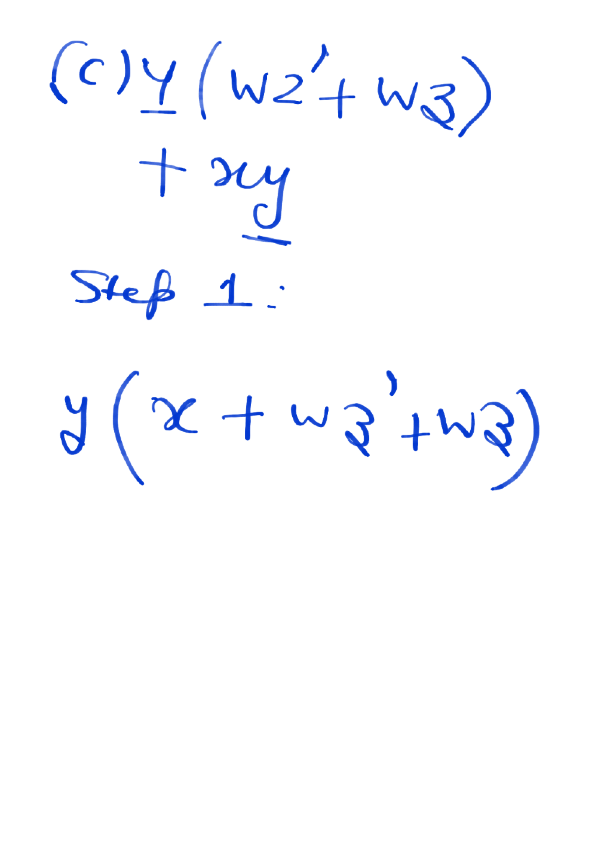 (c) y (wz' + wz)
+ xy
Step 1:
y (x + wz' + wz)